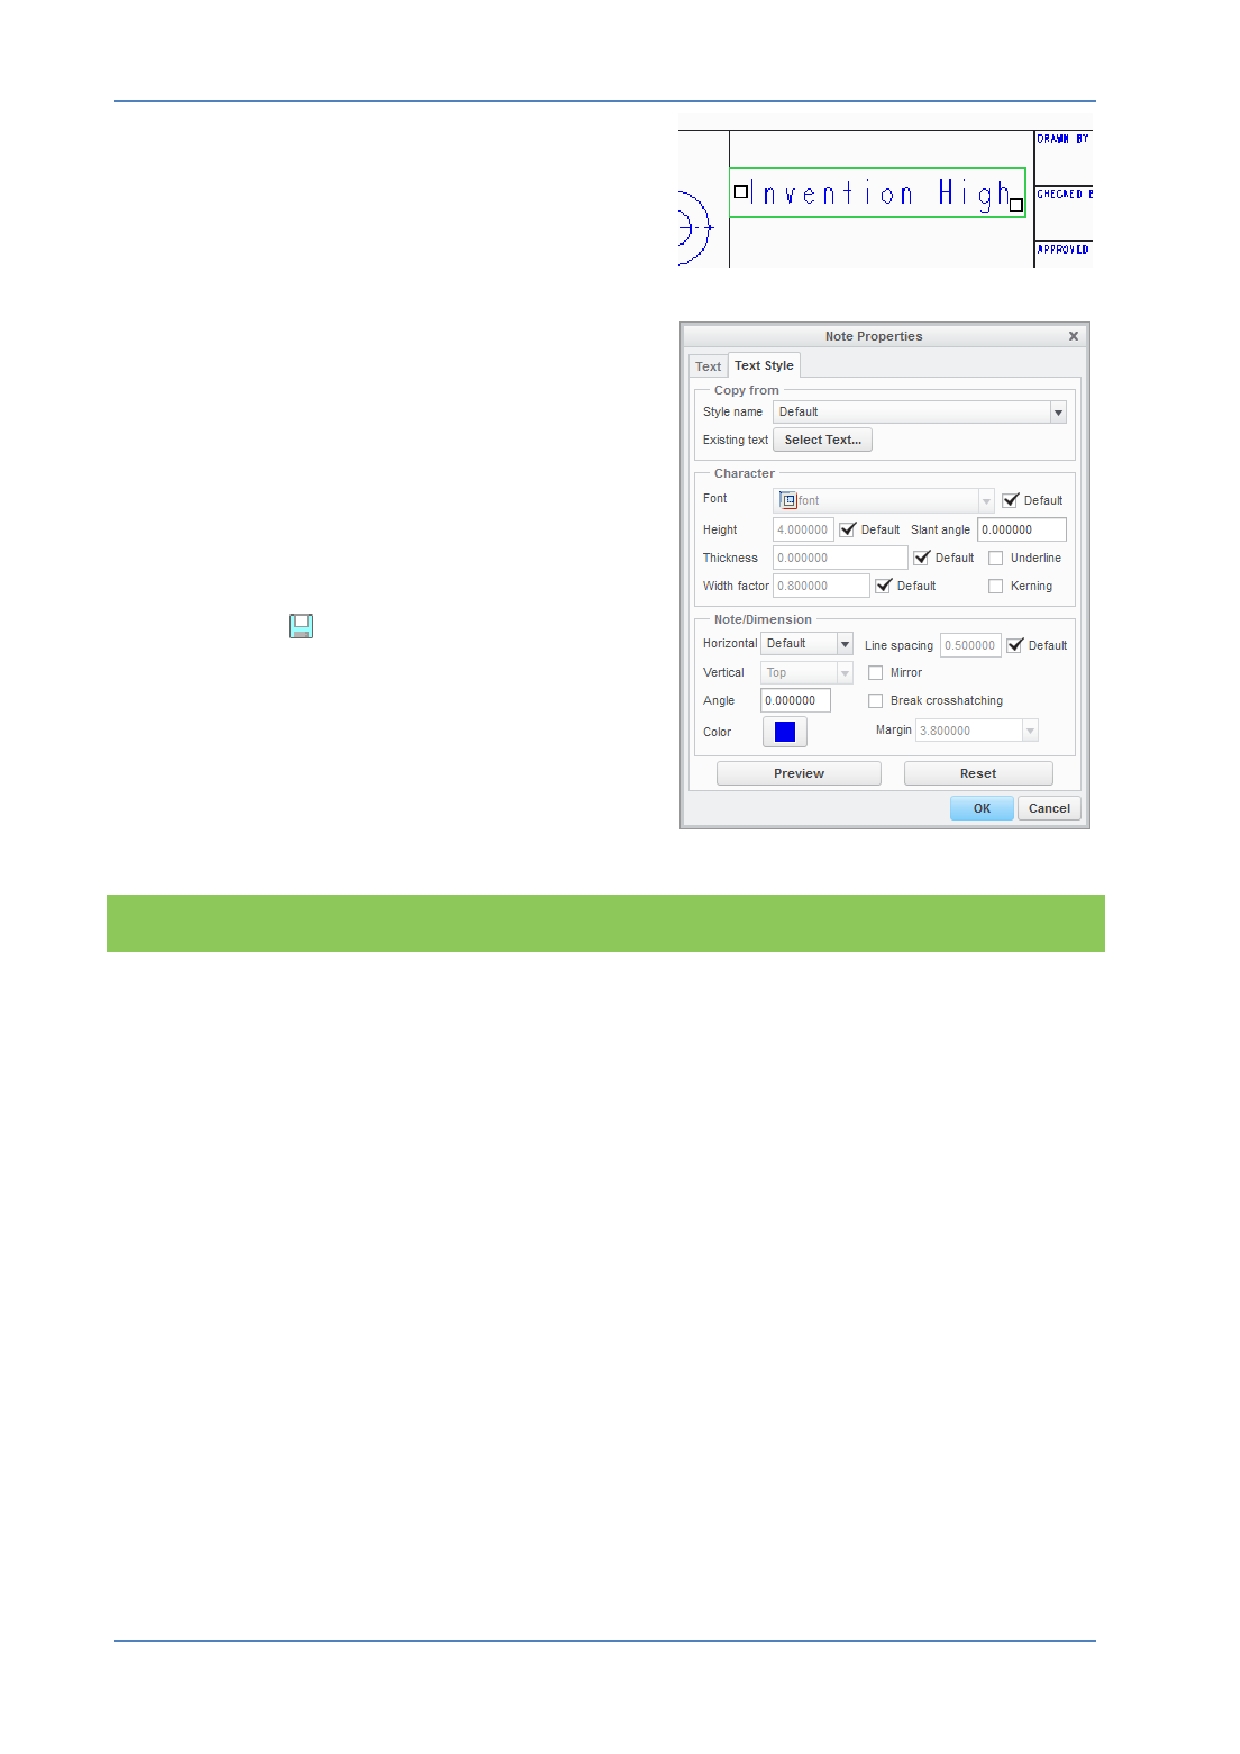 DRAWN BY
Invention High
CHECKED B
APPROVED
Note Properties
Text Text Style
Copy from
Style name Default
Existing text Select Text...
Character
Font font Default
Height 4.000000 Default Slant angle 0.000000
Thickness 0.000000 Default Underline
Width factor 0.800000 Default Kerning
Note/Dimension
Horizontal Default Line spacing 0.500000 Default
Vertical Top Mirror
Angle 0.000000 Break crosshatching
Color Margin 3.800000
Preview Reset
OK Cancel